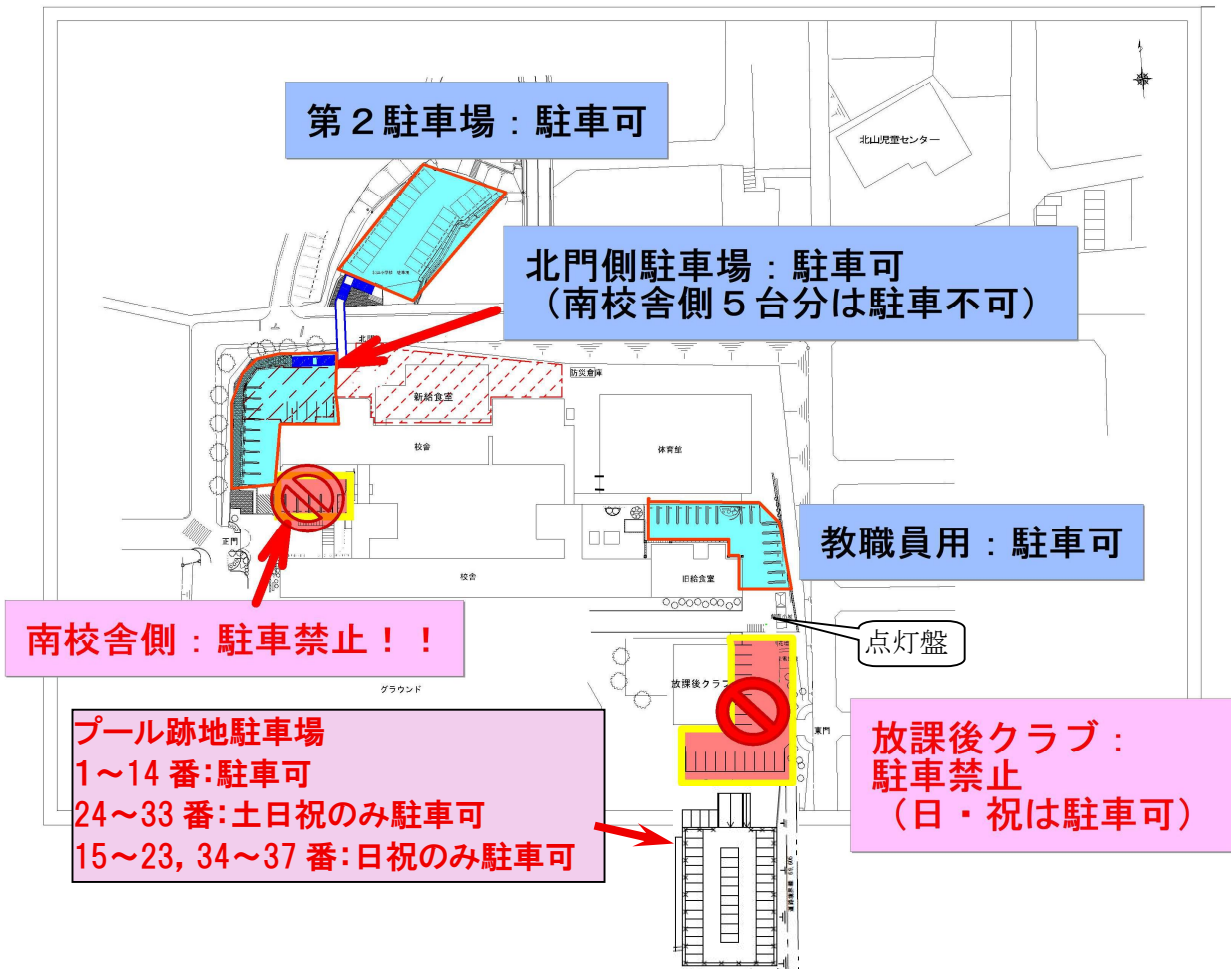 第２駐車場：駐車可
北山児童センター
北門側駐車場：駐車可
（南校舎側５台分は駐車不可）
防災倉庫
新給食室
校舎
体育館
教職員用：駐車可
正門
校舎
旧給食室
点灯盤
南校舎側：駐車禁止！！
グラウンド
放課後クラブ
東門
プール跡地駐車場
1～14 番：駐車可
24～33 番：土日祝のみ駐車可
15～23, 34～37 番：日祝のみ駐車可
放課後クラブ：
駐車禁止
（日・祝は駐車可）